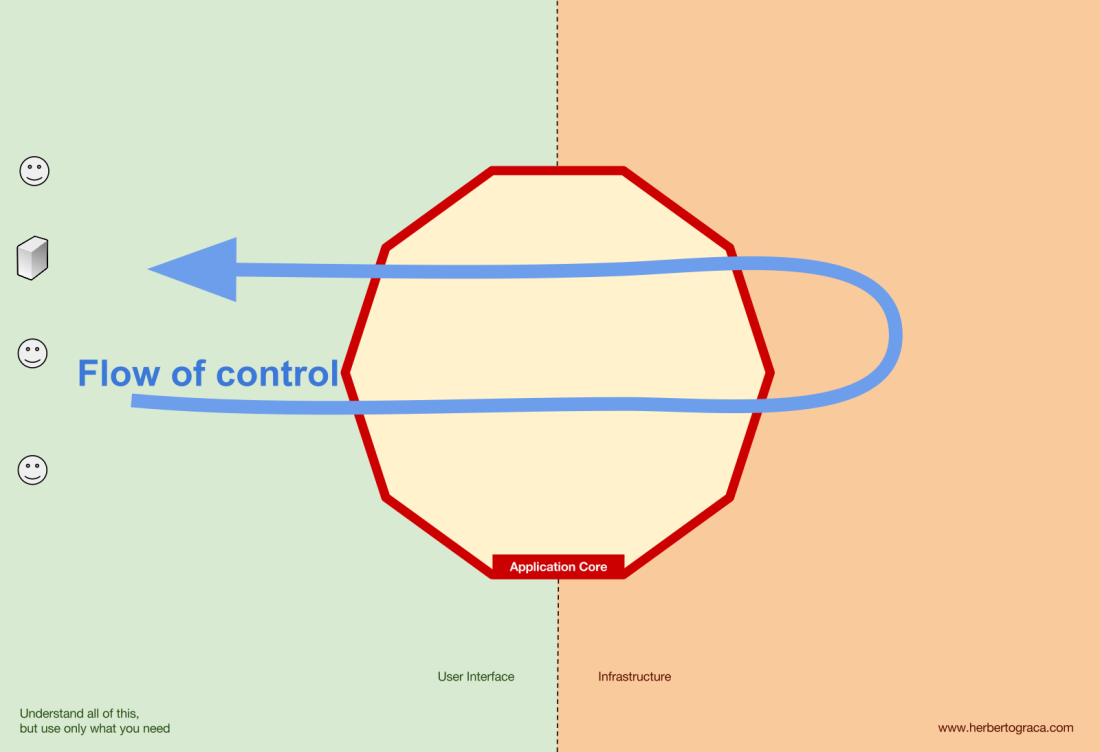 Flow of control
Application Core
User Interface
Infrastructure
Understand all of this,
but use only what you need
www.herbertograca.com